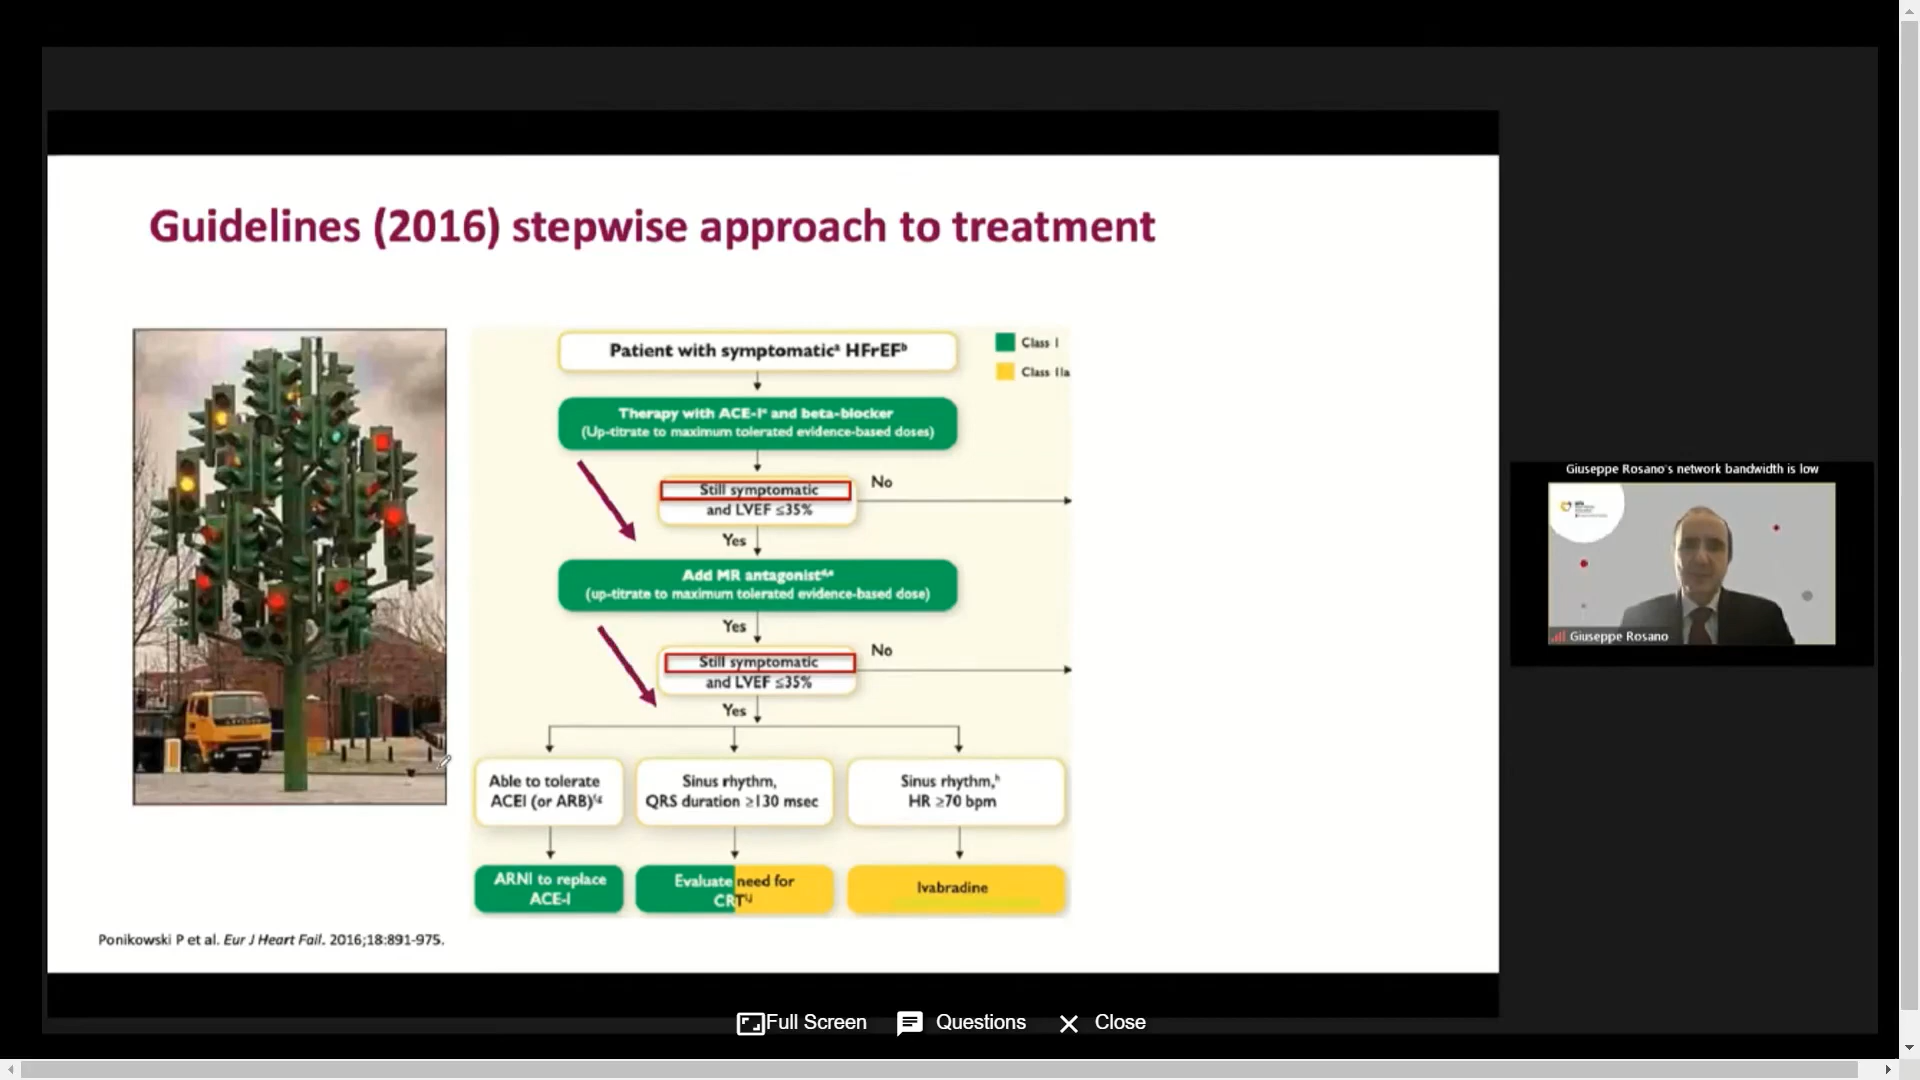 Guidelines (2016) stepwise approach to treatment
Patient with symptomaticᵃ HFrEFᵇ
Class I
Class IIa
Therapy with ACE-Iᶜ and beta-blocker
(Up-titrate to maximum tolerated evidence-based doses)
Still symptomatic
and LVEF ≤35%
No
Yes
Add MR antagonistᵈ,ᵉ
(up-titrate to maximum tolerated evidence-based dose)
Yes
Still symptomatic
and LVEF ≤35%
No
Yes
Able to tolerate
ACEI (or ARB)ᶠ,ᵍ
Sinus rhythm,
QRS duration ≥130 msec
Sinus rhythm,ʰ
HR ≥70 bpm
ARNI to replace
ACE-I
Evaluate need for
CRTⁱ,ʲ
Ivabradine
Ponikowski P et al. Eur J Heart Fail. 2016;18:891-975.
Giuseppe Rosano's network bandwidth is low
Giuseppe Rosano
Full Screen
Questions
Close